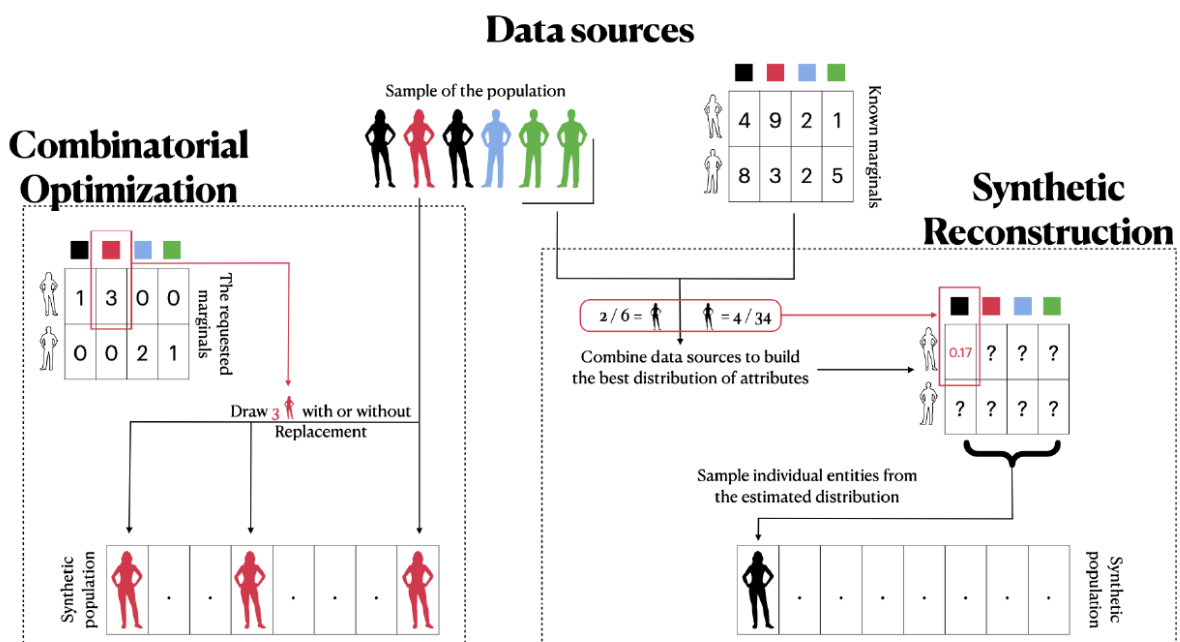 Data sources
Sample of the population
4 9 2 1
8 3 2 5
Known marginals
Combinatorial
Optimization
1 3 0 0
0 0 2 1
The requested
marginals
Draw 3 with or without
Replacement
Synthetic
population
. . . . .
Synthetic
Reconstruction
2 / 6 = = 4 / 34
Combine data sources to build
the best distribution of attributes
0.17 ? ? ?
? ? ? ?
Sample individual entities from
the estimated distribution
. . . . . . .
Synthetic
population